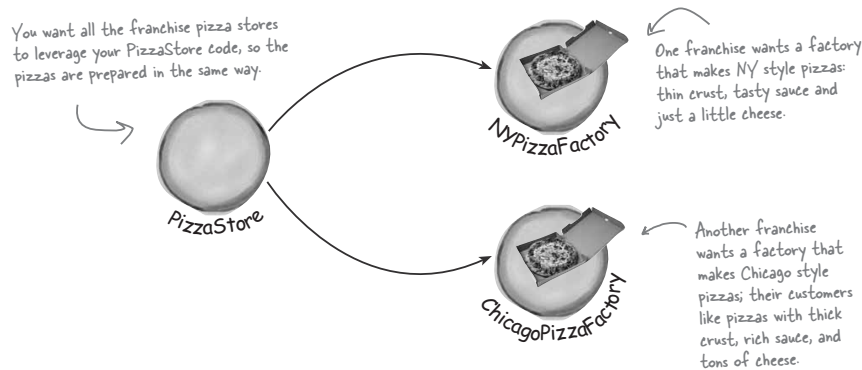 You want all the franchise pizza stores
to leverage your PizzaStore code, so the
pizzas are prepared in the same way.
PizzaStore
NYPizzaFactory
One franchise wants a factory
that makes NY style pizzas:
thin crust, tasty sauce and
just a little cheese.
ChicagoPizzaFactory
Another franchise
wants a factory that
makes Chicago style
pizzas; their customers
like pizzas with thick
crust, rich sauce, and
tons of cheese.